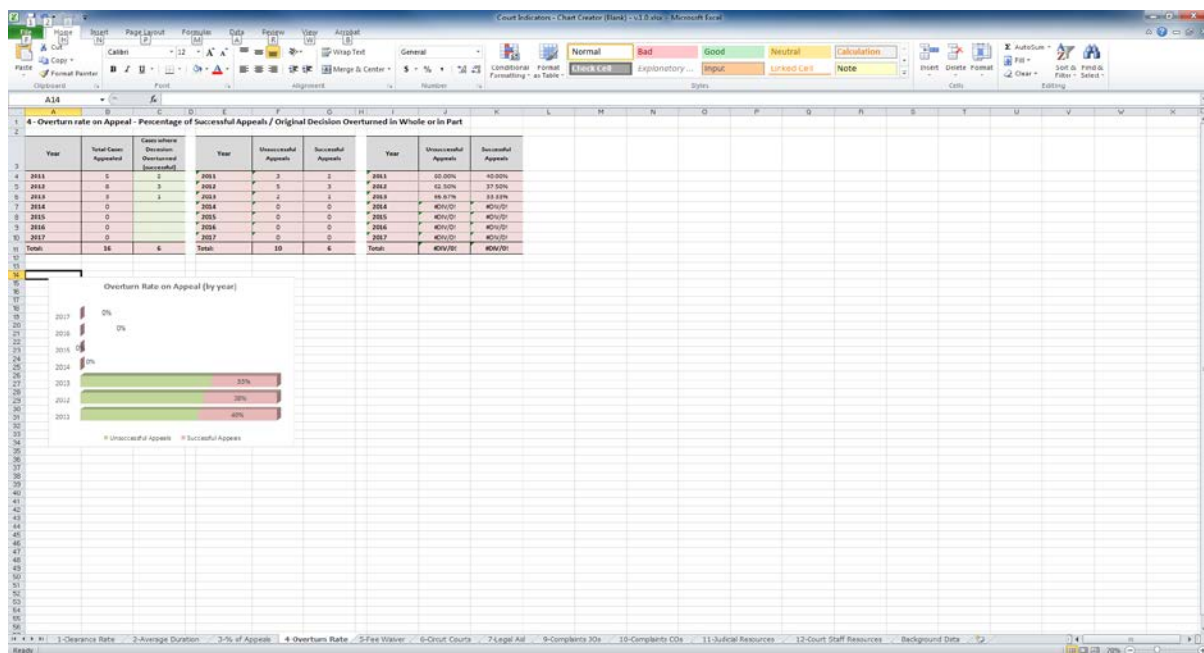 Court Indicators - Chart Creator (Blank) - v.1.0.xlsx - Microsoft Excel
File Home Insert Page Layout Formulas Data Review View Acrobat
Cut
Copy
Format Painter
Paste
Clipboard
Calibri 12
B I U
Font
Wrap Text
Merge & Center
Alignment
General
$ % ,
Number
Conditional Formatting
Format as Table
Normal Bad Good Neutral Calculation
Check Cell Explanatory ... Input Linked Cell Note
Styles
Insert Delete Format
Cells
AutoSum
Fill
Clear
Sort & Filter
Find & Select
Editing
A14 fx
A B C D E F G H I J K L M N O P Q R S T U V W X
4 - Overturn rate on Appeal - Percentage of Successful Appeals / Original Decision Overturned in Whole or in Part
Year Total Cases Appealed Cases where Decision Overturned (successful) Year Unsuccessful Appeals Successful Appeals Year Unsuccessful Appeals Successful Appeals
2011 5 2 2011 3 2 2011 60.00% 40.00%
2012 8 3 2012 5 3 2012 62.50% 37.50%
2013 3 1 2013 2 1 2013 66.67% 33.33%
2014 0 2014 0 0 2014 #DIV/0! #DIV/0!
2015 0 2015 0 0 2015 #DIV/0! #DIV/0!
2016 0 2016 0 0 2016 #DIV/0! #DIV/0!
2017 0 2017 0 0 2017 #DIV/0! #DIV/0!
Total: 16 6 Total: 10 6 Total: #DIV/0! #DIV/0!
Overturn Rate on Appeal (by year)
2017 0%
2016 0%
2015 0%
2014 0%
2013 33%
2012 38%
2011 40%
Unsuccessful Appeals Successful Appeals
1-Clearance Rate 2-Average Duration 3-% of Appeals 4-Overturn Rate 5-Fee Waiver 6-Circuit Courts 7-Legal Aid 9-Complaints JOs 10-Complaints COs 11-Judicial Resources 12-Court Staff Resources Background Data
Ready 70%